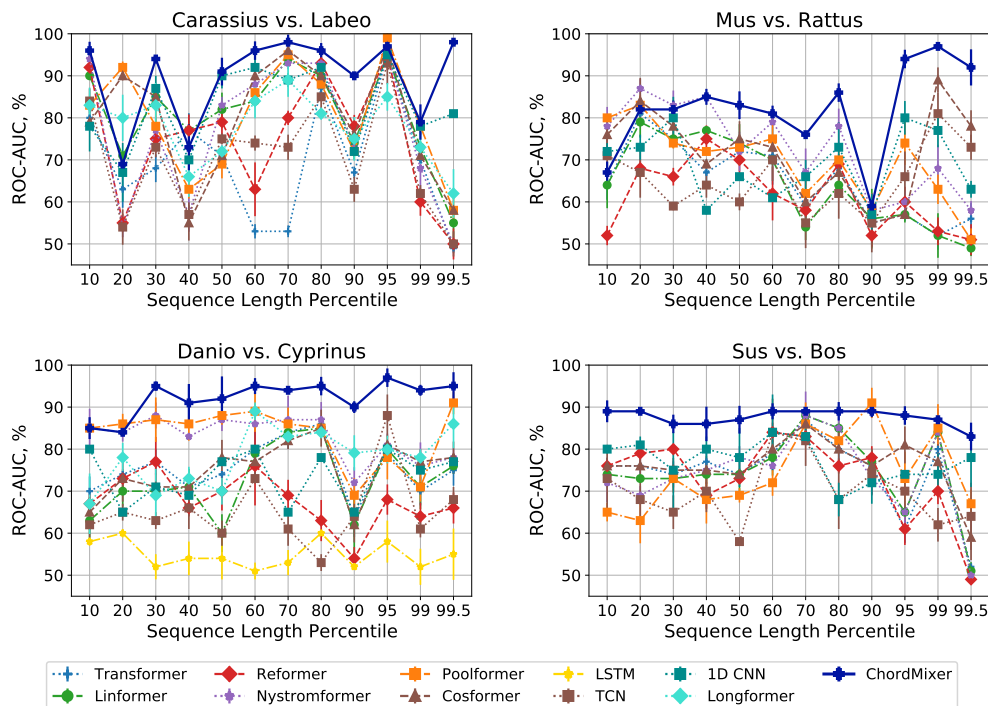 Carassius vs. Labeo
100
90
80
70
60
50
ROC-AUC, %
10 20 30 40 50 60 70 80 90 95 99 99.5
Sequence Length Percentile
Mus vs. Rattus
100
90
80
70
60
50
ROC-AUC, %
10 20 30 40 50 60 70 80 90 95 99 99.5
Sequence Length Percentile
Danio vs. Cyprinus
100
90
80
70
60
50
ROC-AUC, %
10 20 30 40 50 60 70 80 90 95 99 99.5
Sequence Length Percentile
Sus vs. Bos
100
90
80
70
60
50
ROC-AUC, %
10 20 30 40 50 60 70 80 90 95 99 99.5
Sequence Length Percentile
Transformer Reformer Poolformer LSTM 1D CNN ChordMixer
Linformer Nystromformer Cosformer TCN Longformer